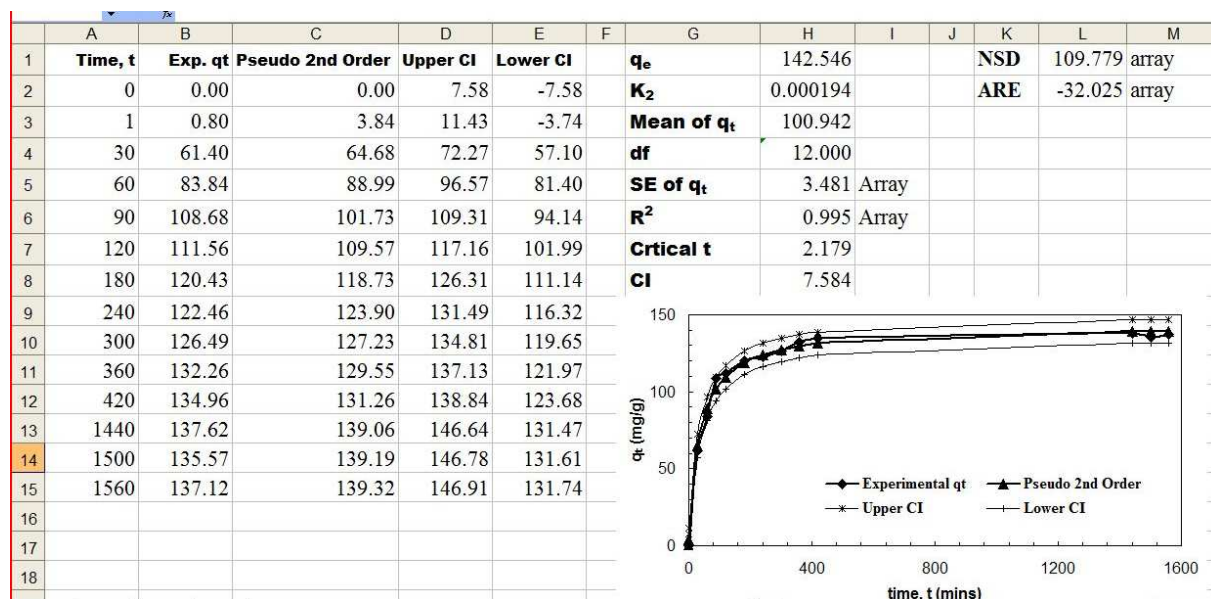 fx
A B C D E F G H I J K L M
1 Time, t Exp. qt Pseudo 2nd Order Upper CI Lower CI qe 142.546 NSD 109.779 array
2 0 0.00 0.00 7.58 -7.58 K2 0.000194 ARE -32.025 array
3 1 0.80 3.84 11.43 -3.74 Mean of qt 100.942
4 30 61.40 64.68 72.27 57.10 df 12.000
5 60 83.84 88.99 96.57 81.40 SE of qt 3.481 Array
6 90 108.68 101.73 109.31 94.14 R2 0.995 Array
7 120 111.56 109.57 117.16 101.99 Crtical t 2.179
8 180 120.43 118.73 126.31 111.14 CI 7.584
9 240 122.46 123.90 131.49 116.32
10 300 126.49 127.23 134.81 119.65
11 360 132.26 129.55 137.13 121.97
12 420 134.96 131.26 138.84 123.68
13 1440 137.62 139.06 146.64 131.47
14 1500 135.57 139.19 146.78 131.61
15 1560 137.12 139.32 146.91 131.74
16
17
18
150
100
50
0
qt (mg/g)
Experimental qt Pseudo 2nd Order
Upper CI Lower CI
0 400 800 1200 1600
time, t (mins)